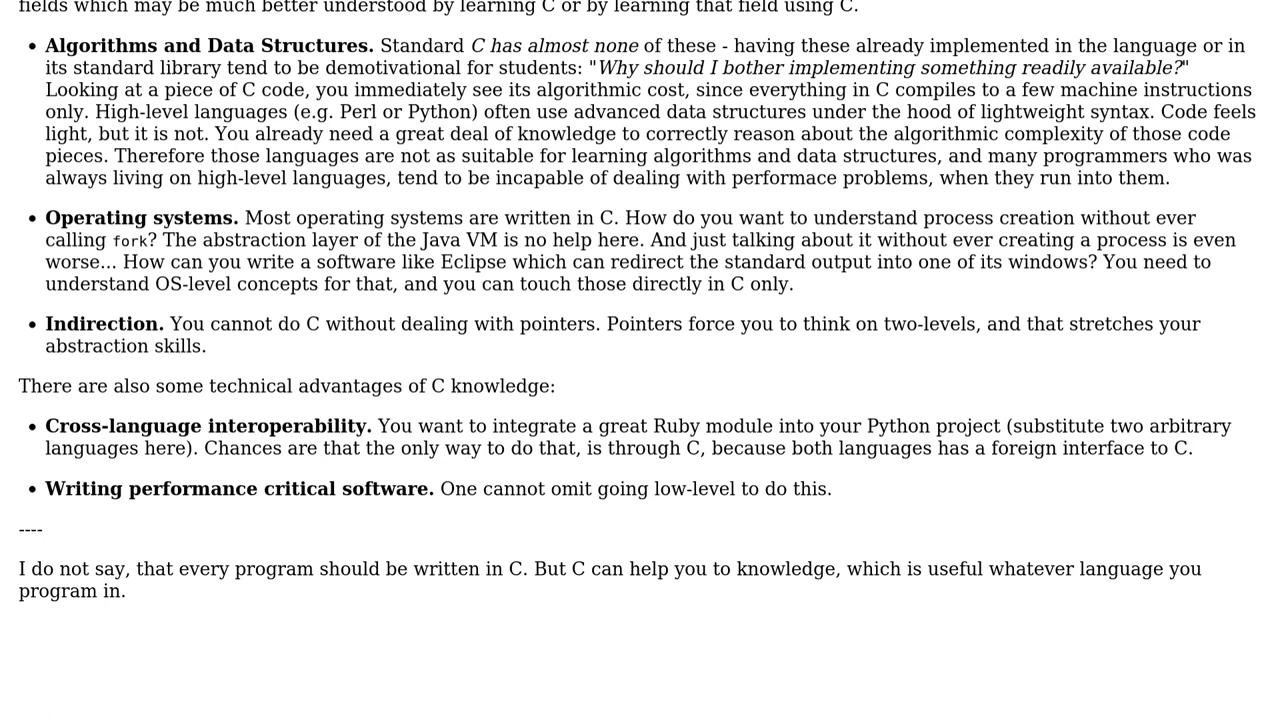 fields which may be much better understood by learning C or by learning that field using C.
• Algorithms and Data Structures. Standard C has almost none of these - having these already implemented in the language or in
its standard library tend to be demotivational for students: "Why should I bother implementing something readily available?"
Looking at a piece of C code, you immediately see its algorithmic cost, since everything in C compiles to a few machine instructions
only. High-level languages (e.g. Perl or Python) often use advanced data structures under the hood of lightweight syntax. Code feels
light, but it is not. You already need a great deal of knowledge to correctly reason about the algorithmic complexity of those code
pieces. Therefore those languages are not as suitable for learning algorithms and data structures, and many programmers who was
always living on high-level languages, tend to be incapable of dealing with performace problems, when they run into them.
• Operating systems. Most operating systems are written in C. How do you want to understand process creation without ever
calling fork? The abstraction layer of the Java VM is no help here. And just talking about it without ever creating a process is even
worse... How can you write a software like Eclipse which can redirect the standard output into one of its windows? You need to
understand OS-level concepts for that, and you can touch those directly in C only.
• Indirection. You cannot do C without dealing with pointers. Pointers force you to think on two-levels, and that stretches your
abstraction skills.
There are also some technical advantages of C knowledge:
• Cross-language interoperability. You want to integrate a great Ruby module into your Python project (substitute two arbitrary
languages here). Chances are that the only way to do that, is through C, because both languages has a foreign interface to C.
• Writing performance critical software. One cannot omit going low-level to do this.
----
I do not say, that every program should be written in C. But C can help you to knowledge, which is useful whatever language you
program in.